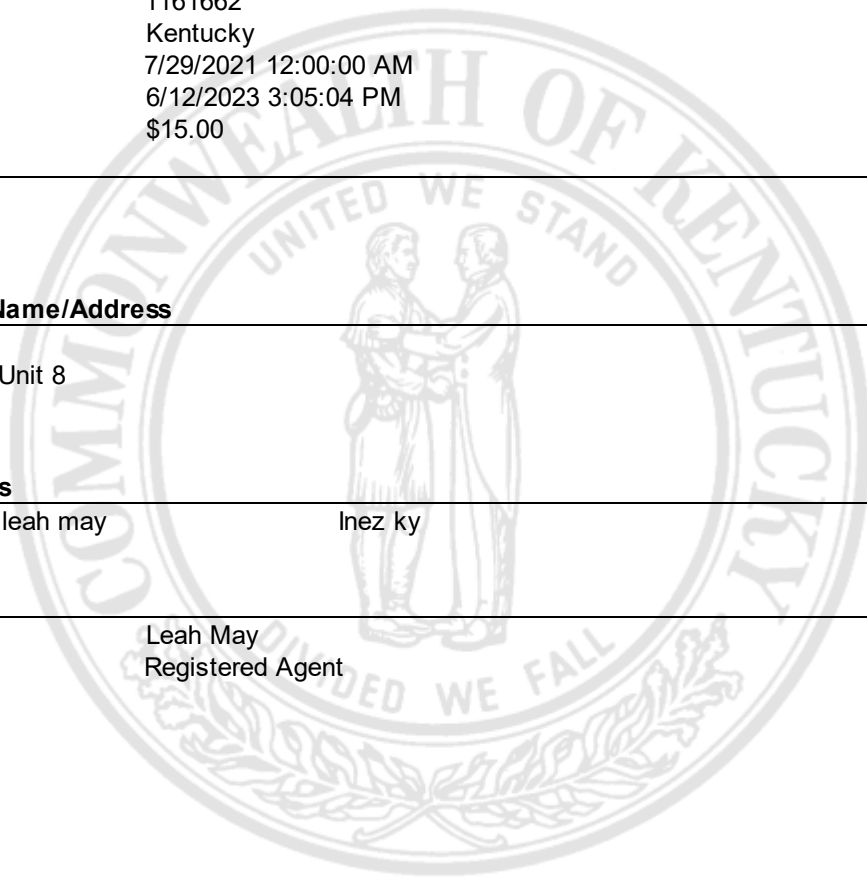 1161662
Kentucky
7/29/2021 12:00:00 AM
6/12/2023 3:05:04 PM
$15.00
COMMONWEALTH OF KENTUCKY
UNITED WE STAND
Name/Address
Unit 8
s
leah may Inez ky
Leah May
Registered Agent
DIVIDED WE FALL